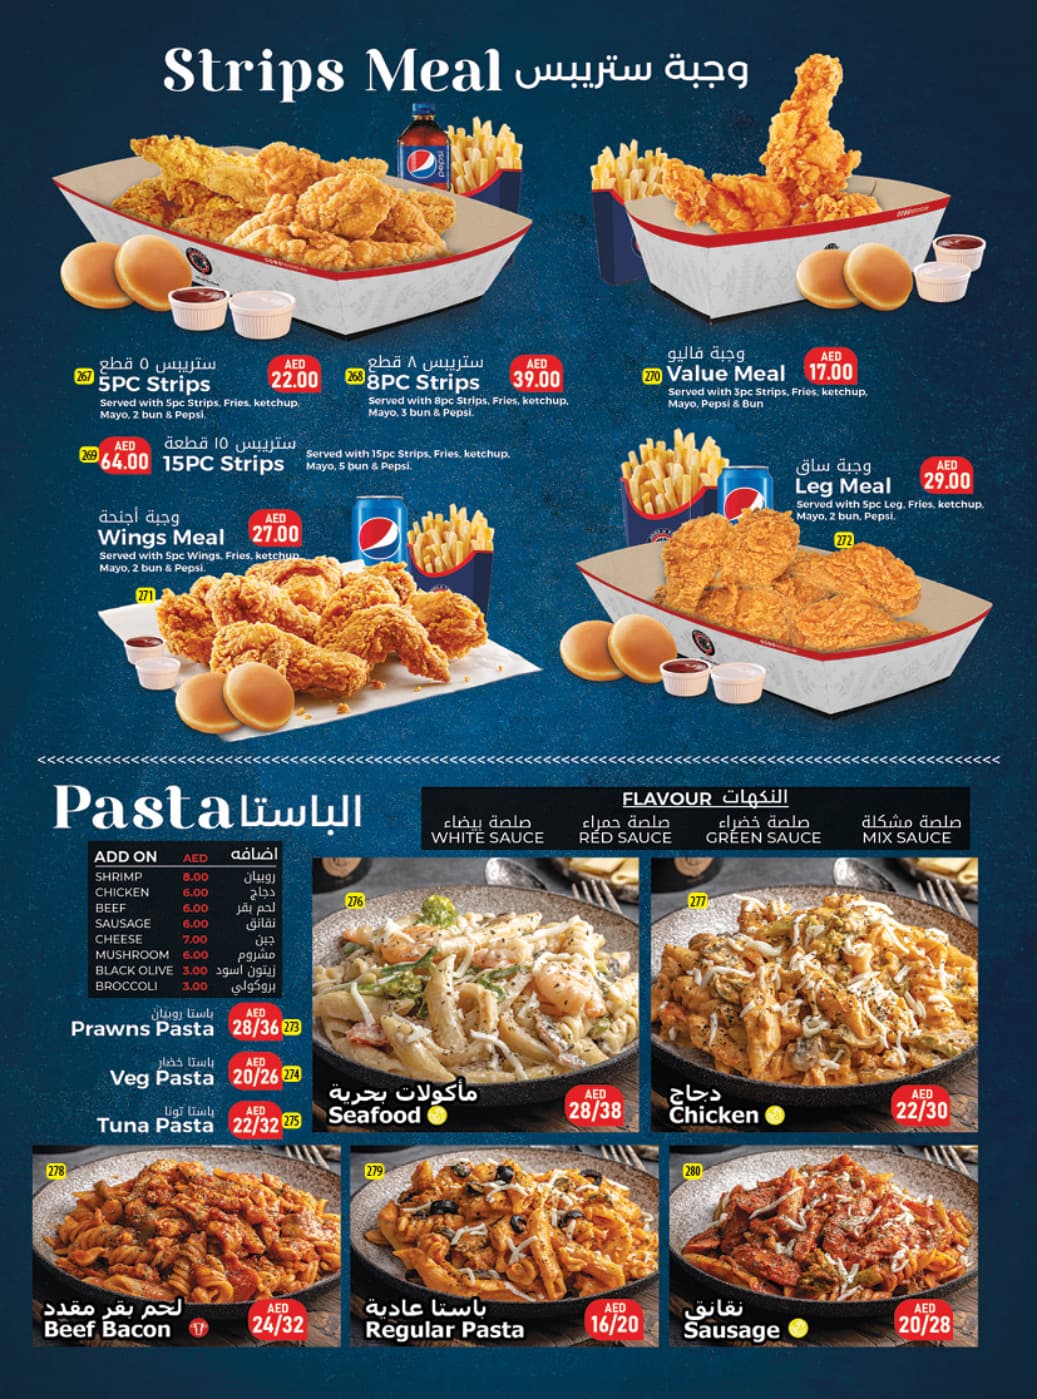 Strips Meal وجبة ستريبس
pepsi
267 ستريبس ٥ قطع
5PC Strips
AED
22.00
Served with 5pc Strips, Fries, ketchup,
Mayo, 2 bun & Pepsi.
268 ستريبس ٨ قطع
8PC Strips
AED
39.00
Served with 8pc Strips, Fries, ketchup,
Mayo, 3 bun & Pepsi.
270 وجبة فاليو
Value Meal
AED
17.00
Served with 3pc Strips, Fries, ketchup,
Mayo, Pepsi & Bun
269 AED
64.00
ستريبس ١٥ قطعة
15PC Strips
Served with 15pc Strips, Fries, ketchup,
Mayo, 5 bun & Pepsi.
وجبة أجنحة
Wings Meal
AED
27.00
Served with 5pc Wings, Fries, ketchup,
Mayo, 2 bun & Pepsi.
271
وجبة ساق
Leg Meal
AED
29.00
Served with 5pc Leg, Fries, ketchup,
Mayo, 2 bun, Pepsi.
272
Pasta الباستا
FLAVOUR النكهات
صلصة بيضاء
WHITE SAUCE
صلصة حمراء
RED SAUCE
صلصة خضراء
GREEN SAUCE
صلصة مشكلة
MIX SAUCE
ADD ON AED اضافه
SHRIMP 8.00 روبيان
CHICKEN 6.00 دجاج
BEEF 6.00 لحم بقر
SAUSAGE 6.00 نقانق
CHEESE 7.00 جبن
MUSHROOM 6.00 مشروم
BLACK OLIVE 3.00 زيتون اسود
BROCCOLI 3.00 بروكولي
باستا روبيان
Prawns Pasta
AED
28/36 273
باستا خضار
Veg Pasta
AED
20/26 274
باستا تونا
Tuna Pasta
AED
22/32 275
276
مأكولات بحرية
Seafood
AED
28/38
277
دجاج
Chicken
AED
22/30
278
لحم بقر مقدد
Beef Bacon
AED
24/32
279
باستا عادية
Regular Pasta
AED
16/20
280
نقانق
Sausage
AED
20/28